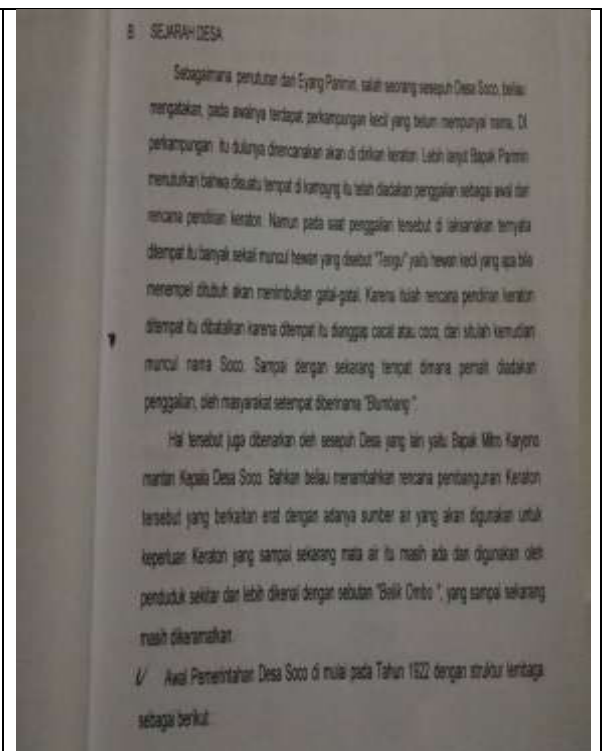 B SEJARAH DESA
Sebagaimana penuturan dari Eyang Parimin, salah seorang sesepuh Desa Soco, beliau
mengatakan, pada awalnya terdapat perkampungan kecil yang belum mempunyai nama, DI
perkampungan itu dulunya direncanakan akan di dirikan keraton. Lebih lanjut Bapak Parimin
menuturkan bahwa disuatu tempat di kampung itu telah diadakan penggalian sebagai awal dari
rencana pendirian keraton. Namun pada saat penggalian tersebut di laksanakan ternyata
ditempat itu banyak sekali muncul hewan yang disebut "Tengu" yaitu hewan kecil yang apa bila
menempel ditubuh akan menimbulkan gatal-gatal. Karena itulah rencana pendirian keraton
ditempat itu dibatalkan karena ditempat itu dianggap cacat atau coco, dari situlah kemudian
muncul nama Soco. Sampai dengan sekarang tempat dimana pernah diadakan
penggalian, oleh masyarakat setempat diberinama "Blumbang".
Hal tersebut juga dibenarkan oleh sesepuh Desa yang lain yaitu Bapak Mitro Karyono
mantan Kepala Desa Soco. Bahkan beliau menambahkan rencana pembangunan Keraton
tersebut yang berkaitan erat dengan adanya sumber air yang akan digunakan untuk
keperluan Keraton yang sampai sekarang mata air itu masih ada dan digunakan oleh
penduduk sekitar dan lebih dikenal dengan sebutan "Belik Ombo", yang sampai sekarang
masih dikeramatkan.
Awal Pemerintahan Desa Soco di mulai pada Tahun 1922 dengan struktur lembaga
sebagai berikut